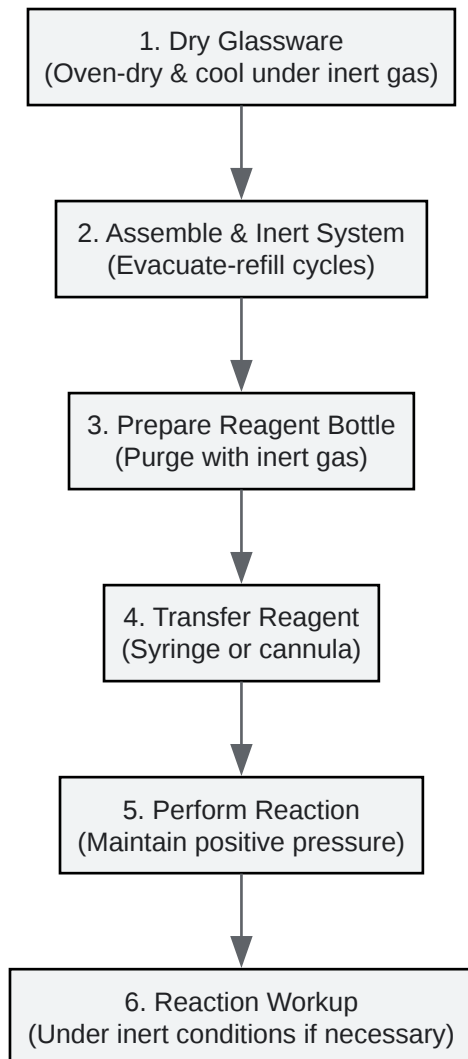 1. Dry Glassware
(Oven-dry & cool under inert gas)
2. Assemble & Inert System
(Evacuate-refill cycles)
3. Prepare Reagent Bottle
(Purge with inert gas)
4. Transfer Reagent
(Syringe or cannula)
5. Perform Reaction
(Maintain positive pressure)
6. Reaction Workup
(Under inert conditions if necessary)